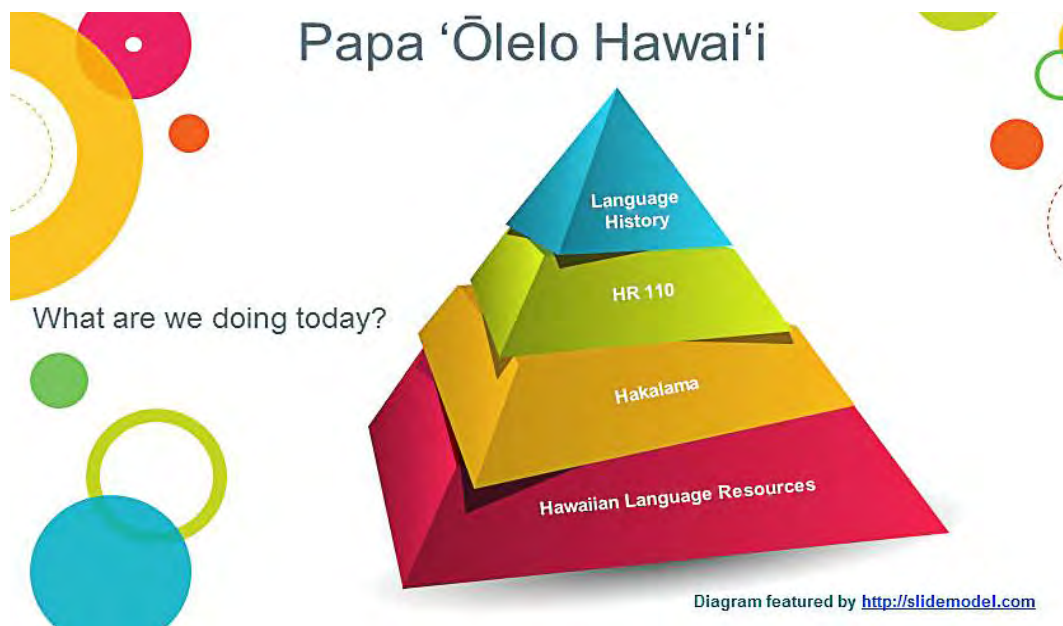 Papa ʻŌlelo Hawaiʻi
Language
History
HR 110
What are we doing today?
Hakalama
Hawaiian Language Resources
Diagram featured by http://slidemodel.com